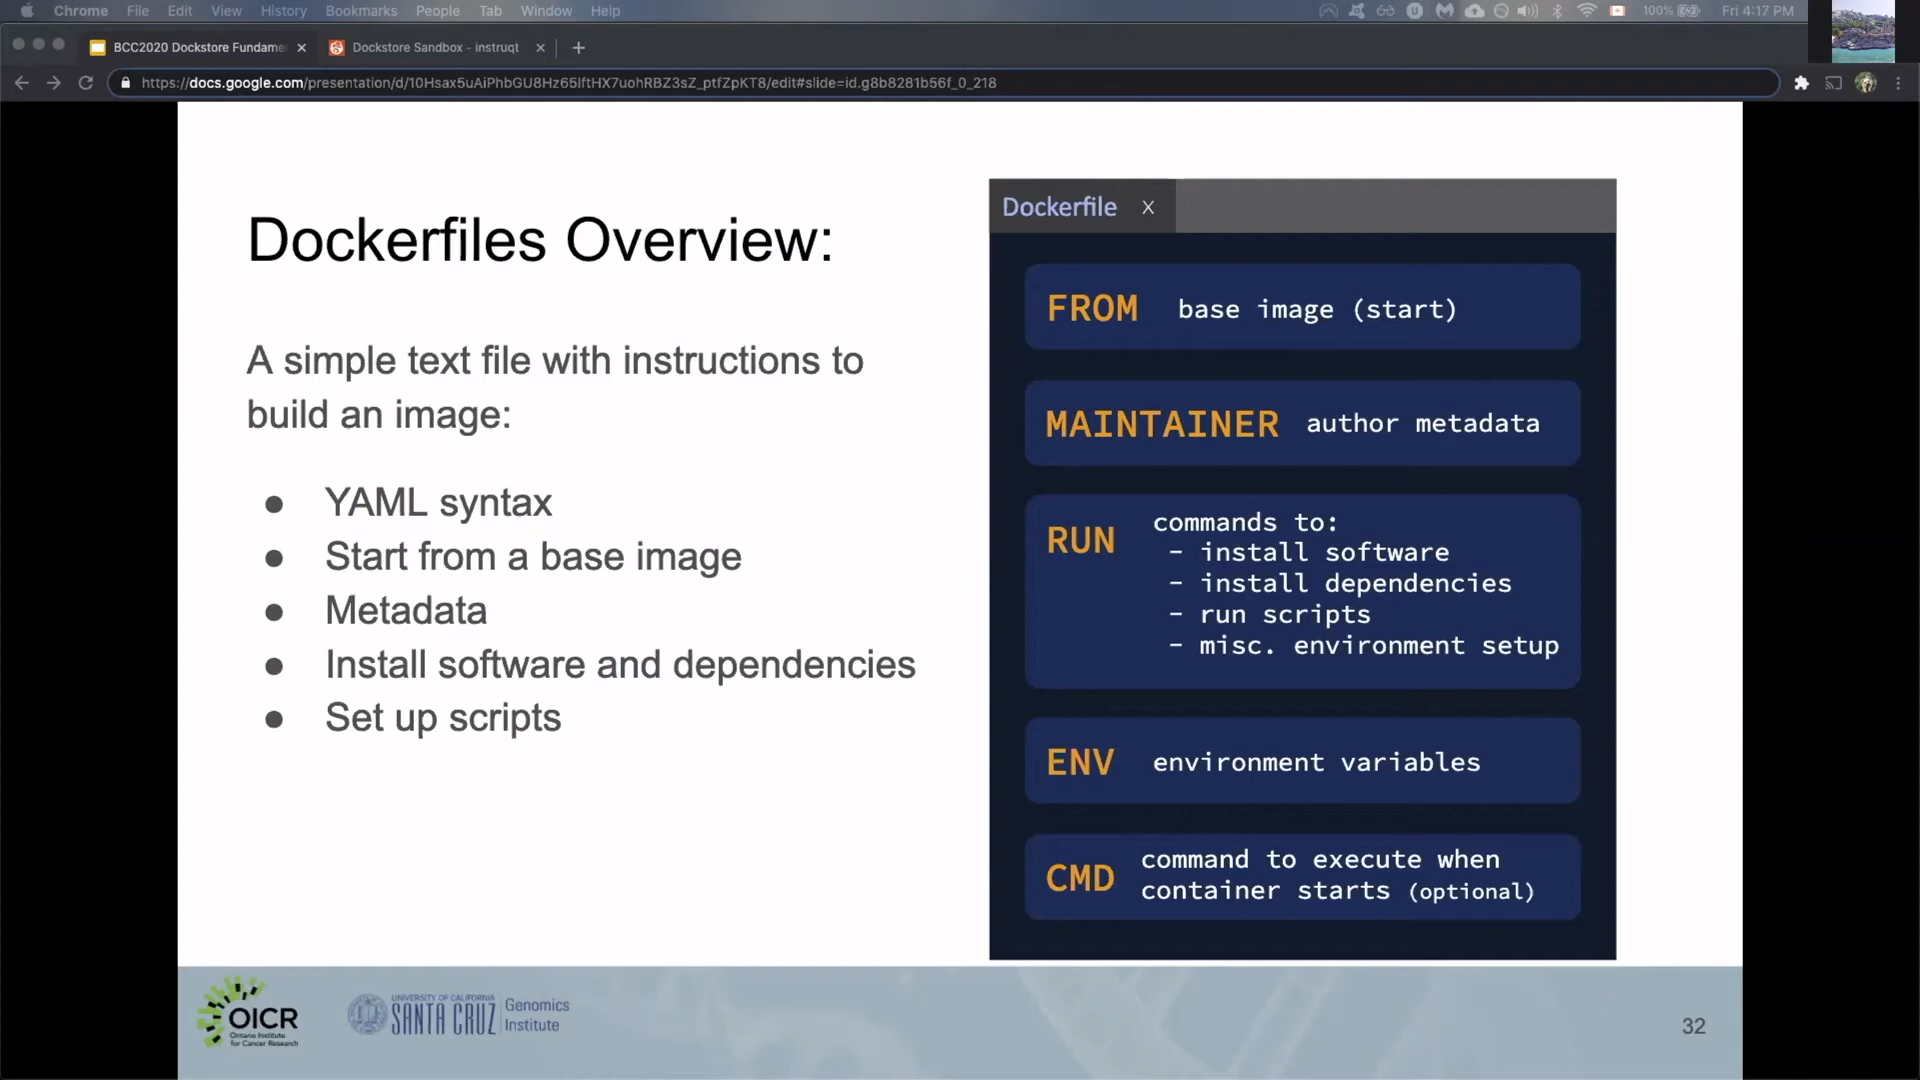 Chrome File Edit View History Bookmarks People Tab Window Help 100% Fri 4:17 PM
BCC2020 Dockstore Fundame Dockstore Sandbox - instruqt
https://docs.google.com/presentation/d/10Hsax5uAiPhbGU8Hz65lftHX7uohRBZ3sZ_ptfZpKT8/edit#slide=id.g8b8281b56f_0_218
Dockerfiles Overview:
A simple text file with instructions to
build an image:
● YAML syntax
● Start from a base image
● Metadata
● Install software and dependencies
● Set up scripts
Dockerfile X
FROM base image (start)
MAINTAINER author metadata
RUN commands to:
- install software
- install dependencies
- run scripts
- misc. environment setup
ENV environment variables
CMD command to execute when
container starts (optional)
OICR
Ontario Institute
for Cancer Research
UNIVERSITY OF CALIFORNIA
SANTA CRUZ
Genomics
Institute
32